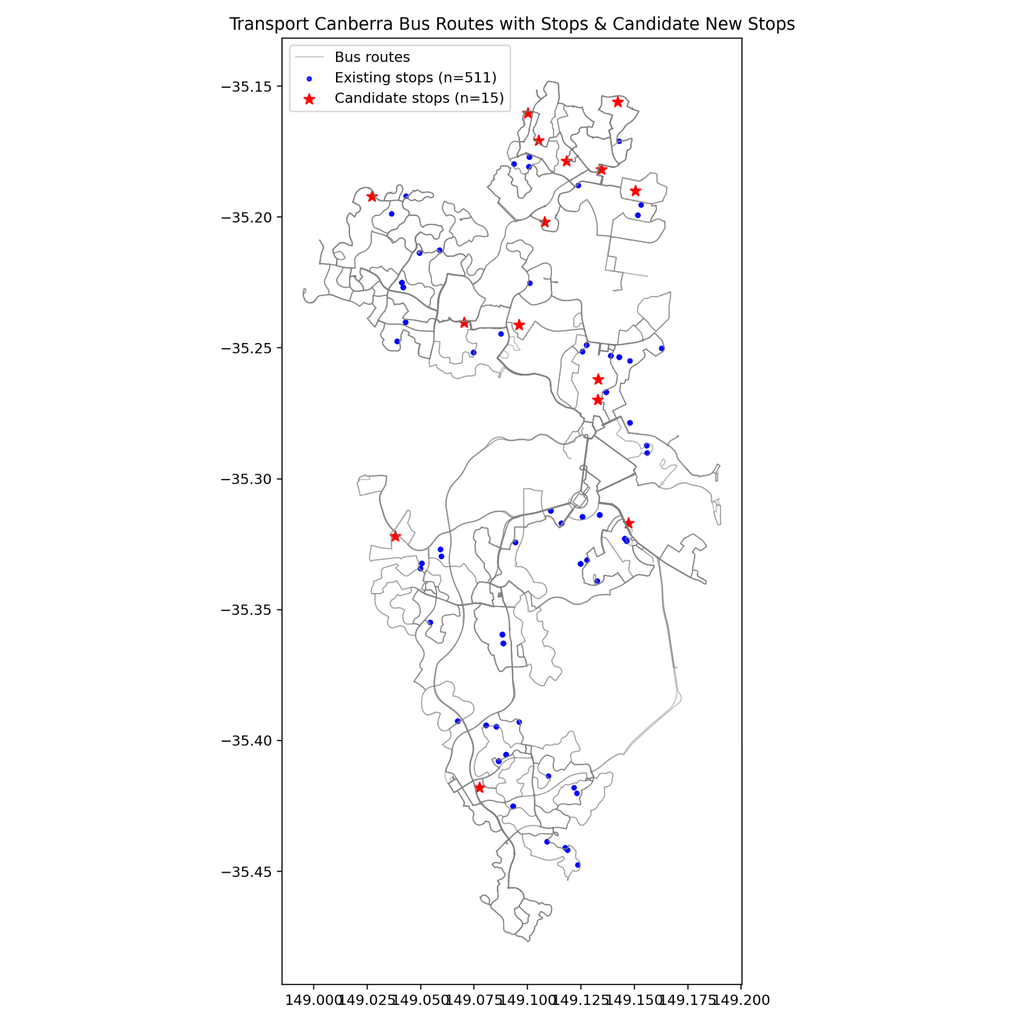 Transport Canberra Bus Routes with Stops & Candidate New Stops
Bus routes
Existing stops (n=511)
Candidate stops (n=15)
−35.15
−35.20
−35.25
−35.30
−35.35
−35.40
−35.45
149.000 149.025 149.050 149.075 149.100 149.125 149.150 149.175 149.200